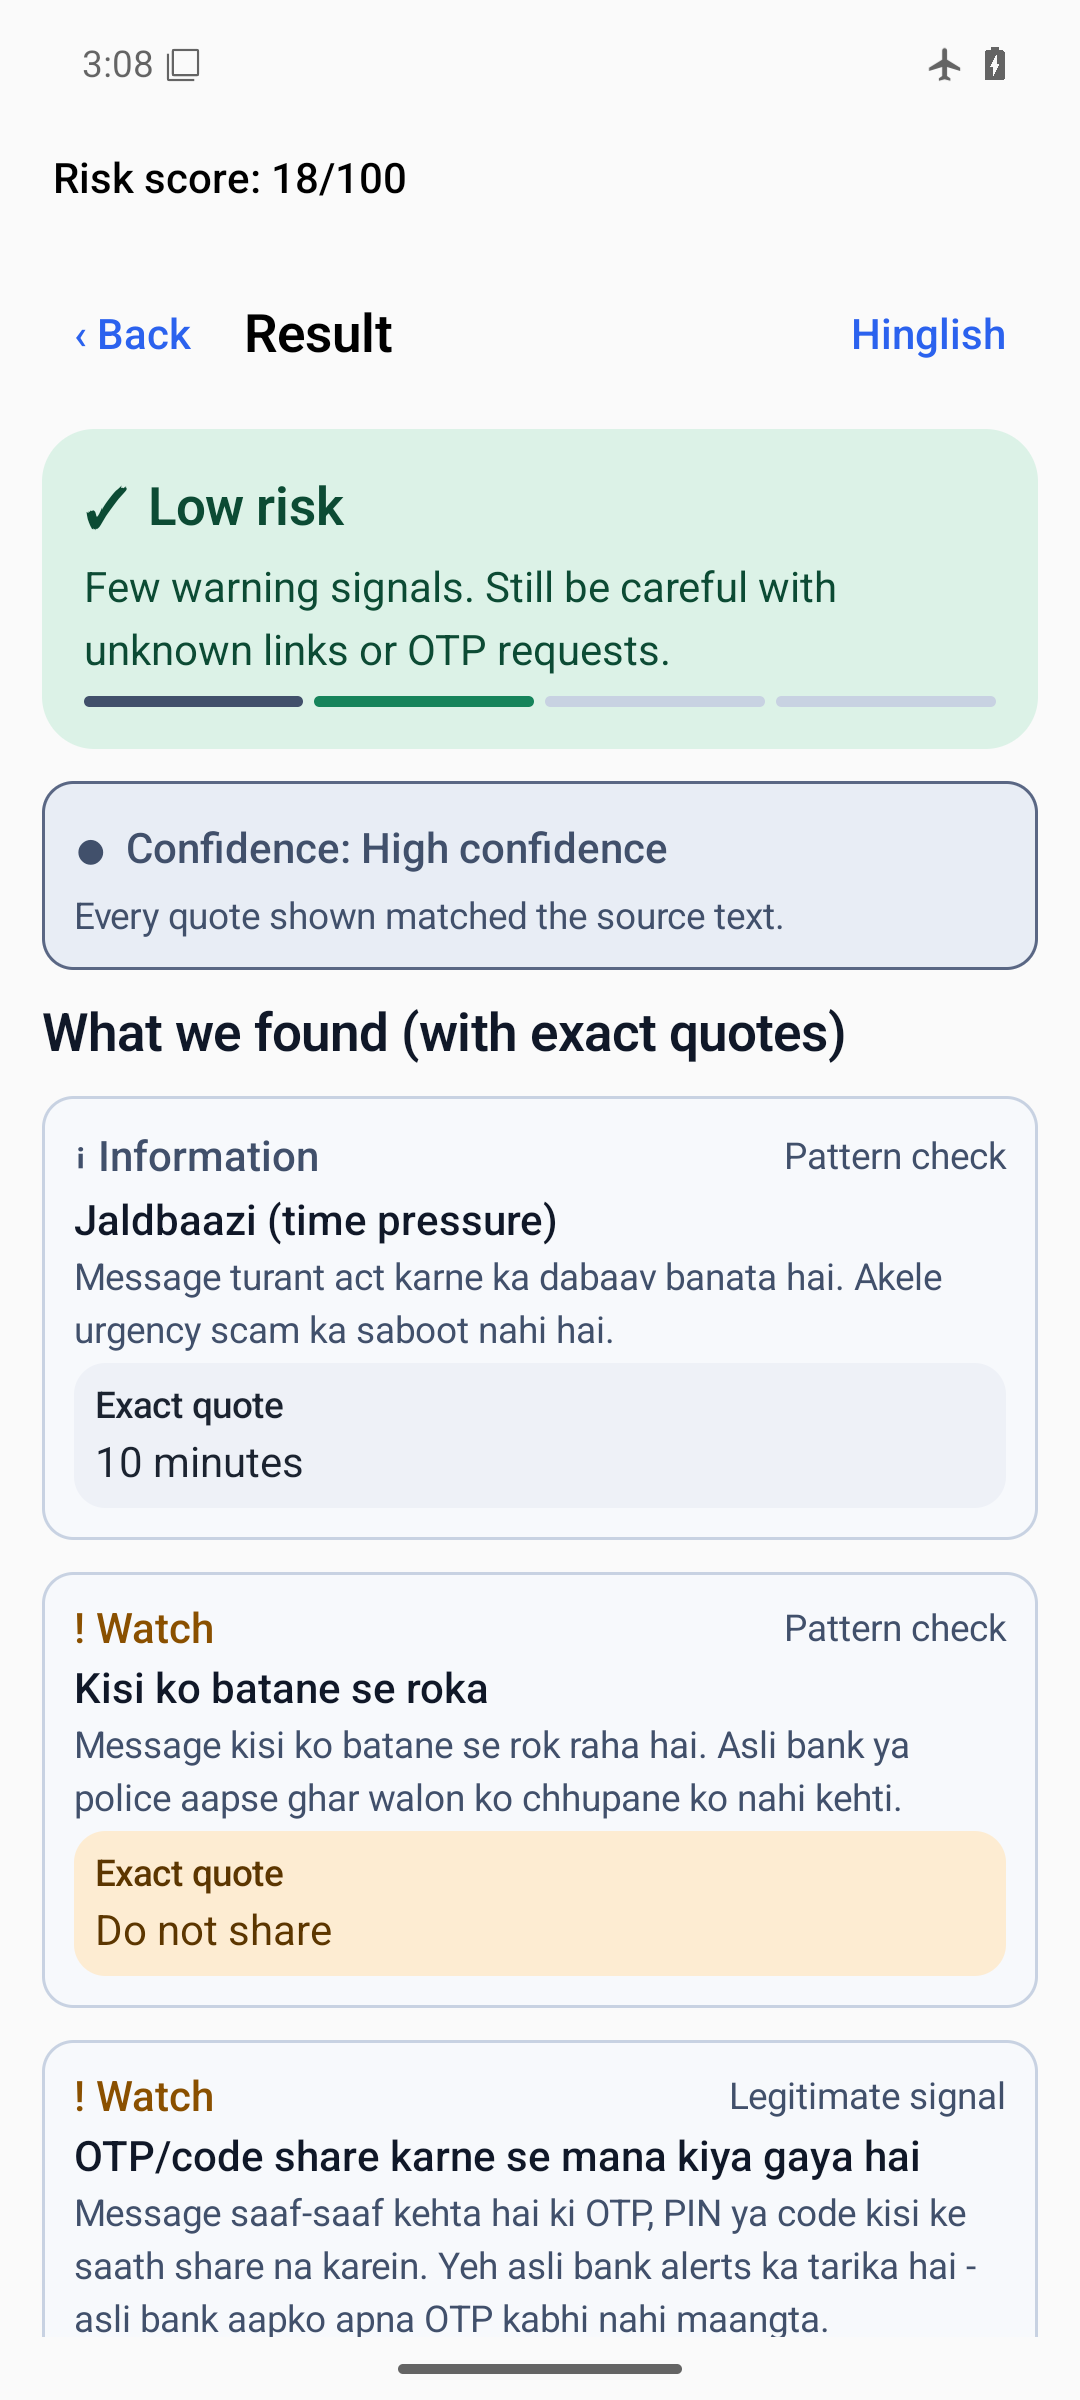 3:08
Risk score: 18/100
‹ Back Result Hinglish
✓ Low risk
Few warning signals. Still be careful with
unknown links or OTP requests.
● Confidence: High confidence
Every quote shown matched the source text.
What we found (with exact quotes)
i Information Pattern check
Jaldbaazi (time pressure)
Message turant act karne ka dabaav banata hai. Akele
urgency scam ka saboot nahi hai.
Exact quote
10 minutes
! Watch Pattern check
Kisi ko batane se roka
Message kisi ko batane se rok raha hai. Asli bank ya
police aapse ghar walon ko chhupane ko nahi kehti.
Exact quote
Do not share
! Watch Legitimate signal
OTP/code share karne se mana kiya gaya hai
Message saaf-saaf kehta hai ki OTP, PIN ya code kisi ke
saath share na karein. Yeh asli bank alerts ka tarika hai -
asli bank aapko apna OTP kabhi nahi maangta.